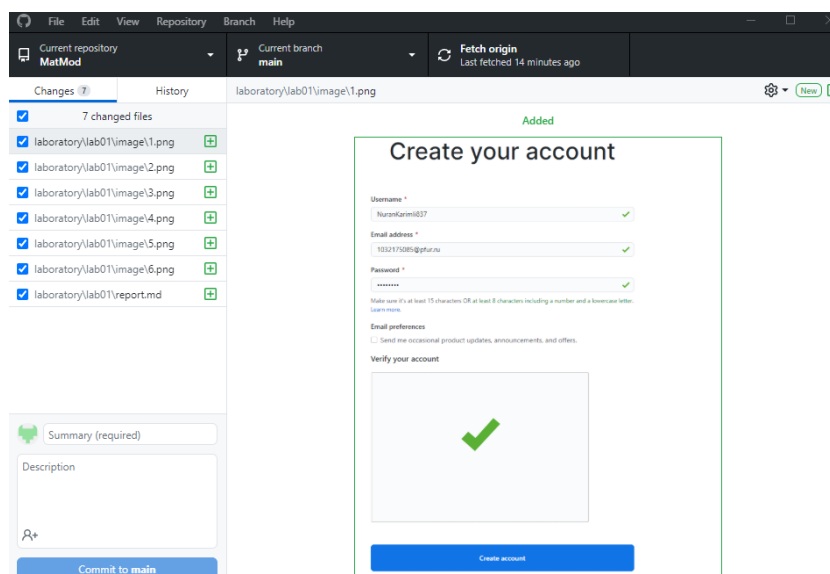 File Edit View Repository Branch Help
Current repository
MatMod
Current branch
main
Fetch origin
Last fetched 14 minutes ago
Changes 7
History
laboratory\lab01\image\1.png
New
7 changed files
laboratory\lab01\image\1.png
laboratory\lab01\image\2.png
laboratory\lab01\image\3.png
laboratory\lab01\image\4.png
laboratory\lab01\image\5.png
laboratory\lab01\image\6.png
laboratory\lab01\report.md
Summary (required)
Description
Commit to main
Added
Create your account
Username *
NuranKarimli837
Email address *
1032175085@pfur.ru
Password *
••••••••
Make sure it's at least 15 characters OR at least 8 characters including a number and a lowercase letter.
Learn more.
Email preferences
Send me occasional product updates, announcements, and offers.
Verify your account
Create account